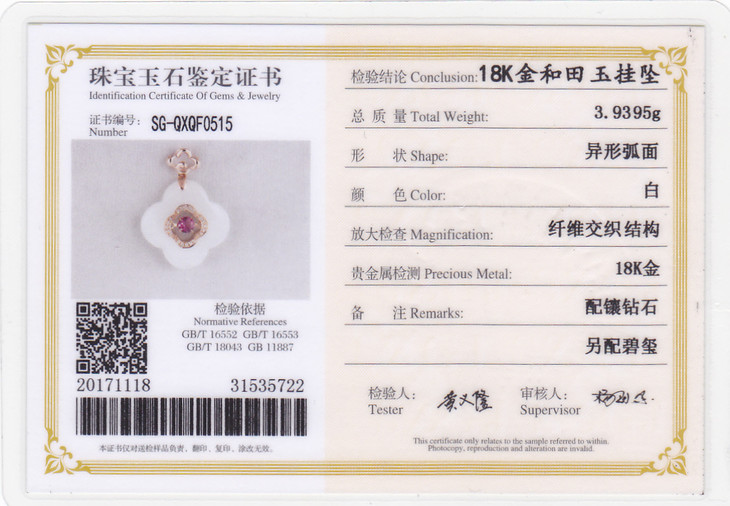 珠宝玉石鉴定证书
Identification Certificate Of Gems & Jewelry
证书编号: SG-QXQF0515
Number
检验依据
Normative References
GB/T 16552 GB/T 16553
GB/T 18043 GB 11887
20171118 31535722
本证书仅对送检样品负责，翻印、复印、涂改无效。
检验结论 Conclusion: 18K金和田玉挂坠
总 质 量 Total Weight: 3.9395g
形 状 Shape: 异形弧面
颜 色 Color: 白
放大检查 Magnification: 纤维交织结构
贵金属检测 Precious Metal: 18K金
备 注 Remarks: 配镶钻石
另配碧玺
检验人: 审核人:
Tester Supervisor
This certificate only relates to the sample referred to within.
Photocopy, reproduction and alteration are invalid.